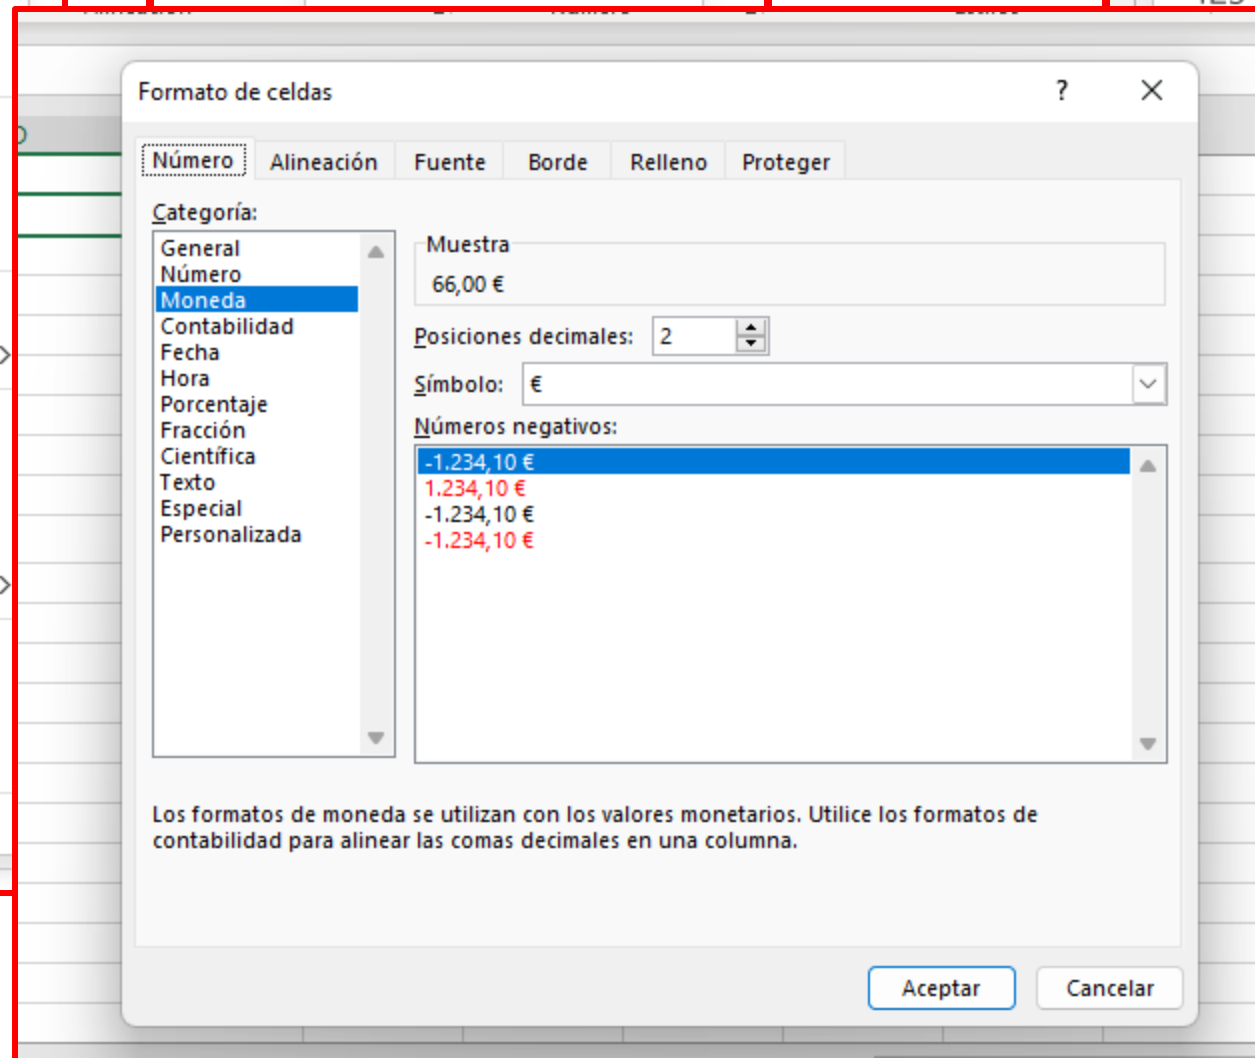 Formato de celdas ?
Número Alineación Fuente Borde Relleno Proteger
Categoría:
General
Número
Moneda
Contabilidad
Fecha
Hora
Porcentaje
Fracción
Científica
Texto
Especial
Personalizada
Muestra
66,00 €
Posiciones decimales: 2
Símbolo: €
Números negativos:
-1.234,10 €
1.234,10 €
-1.234,10 €
-1.234,10 €
Los formatos de moneda se utilizan con los valores monetarios. Utilice los formatos de
contabilidad para alinear las comas decimales en una columna.
Aceptar Cancelar